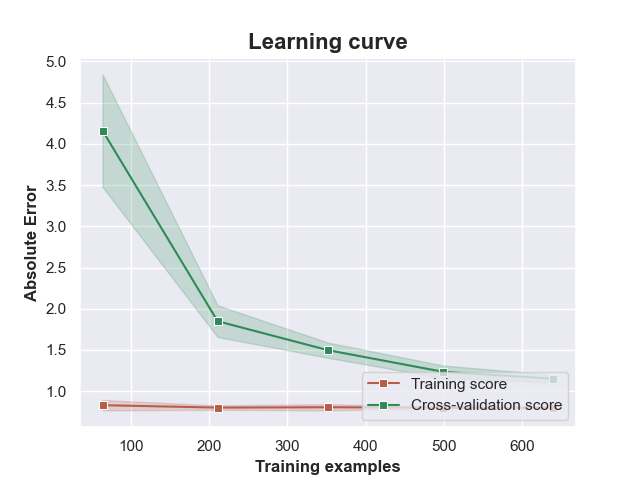 Learning curve
5.0
4.5
4.0
3.5
3.0
2.5
2.0
1.5
1.0
Absolute Error
Training score
Cross-validation score
100 200 300 400 500 600
Training examples